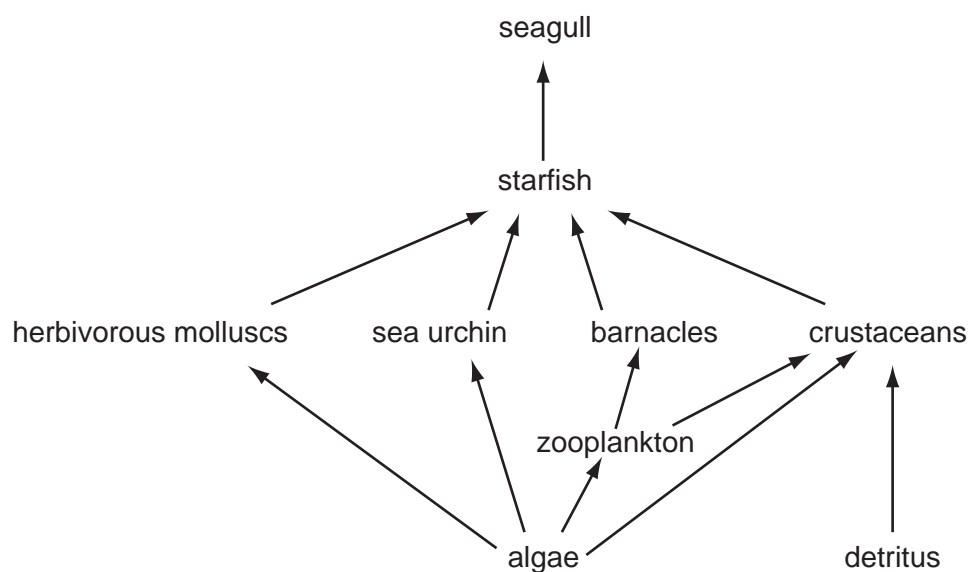 seagull
starfish
herbivorous molluscs sea urchin barnacles crustaceans
zooplankton
algae detritus